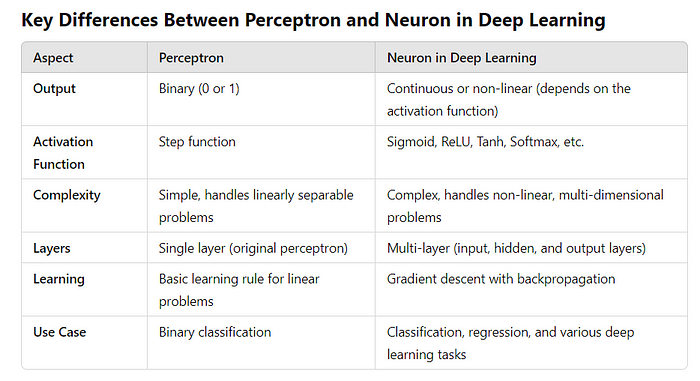 Key Differences Between Perceptron and Neuron in Deep Learning
Aspect Perceptron Neuron in Deep Learning
Output Binary (0 or 1) Continuous or non-linear (depends on the
activation function)
Activation Step function Sigmoid, ReLU, Tanh, Softmax, etc.
Function
Complexity Simple, handles linearly separable Complex, handles non-linear, multi-dimensional
problems problems
Layers Single layer (original perceptron) Multi-layer (input, hidden, and output layers)
Learning Basic learning rule for linear Gradient descent with backpropagation
problems
Use Case Binary classification Classification, regression, and various deep
learning tasks